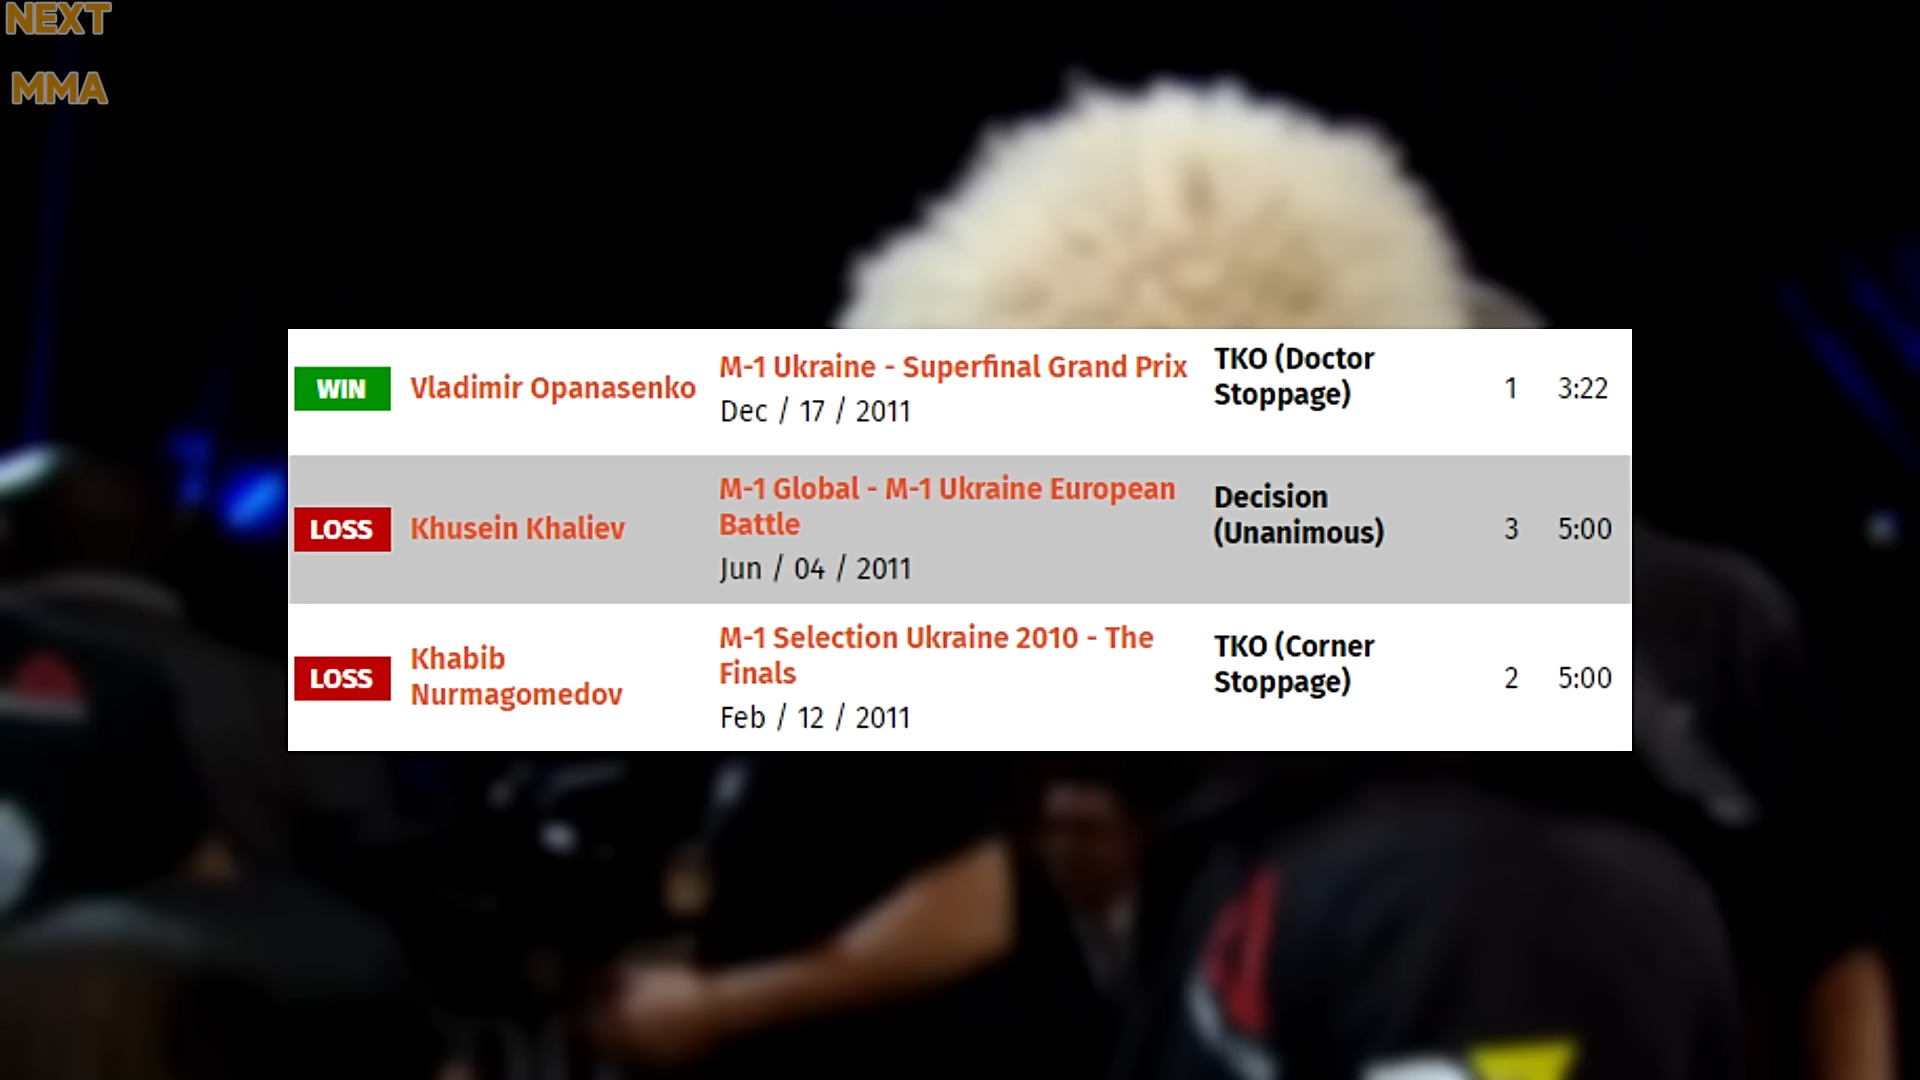 NEXT
MMA
WIN Vladimir Opanasenko M-1 Ukraine - Superfinal Grand Prix Dec / 17 / 2011 TKO (Doctor Stoppage) 1 3:22
LOSS Khusein Khaliev M-1 Global - M-1 Ukraine European Battle Jun / 04 / 2011 Decision (Unanimous) 3 5:00
LOSS Khabib Nurmagomedov M-1 Selection Ukraine 2010 - The Finals Feb / 12 / 2011 TKO (Corner Stoppage) 2 5:00